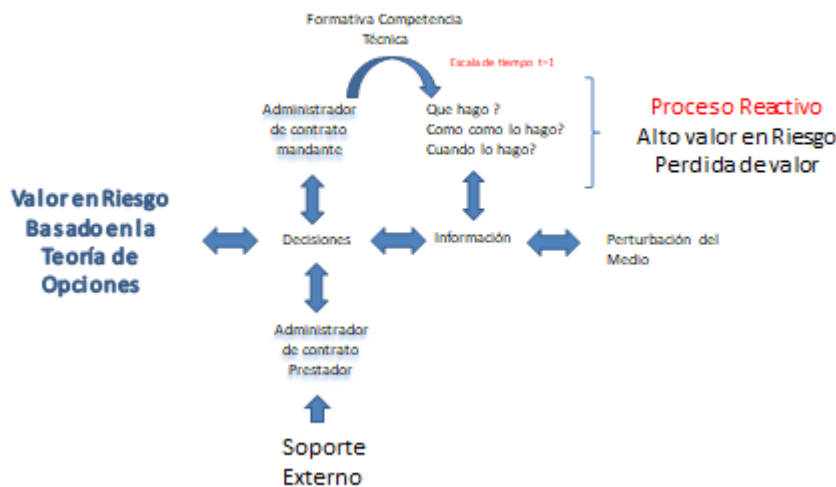 Formativa Competencia
Técnica
Escala de tiempo t=1
Administrador
de contrato
mandante
Que hago ?
Como como lo hago?
Cuando lo hago?
Proceso Reactivo
Alto valor en Riesgo
Perdida de valor
Valor en Riesgo
Basado en la
Teoría de
Opciones
Decisiones
Información
Perturbación del
Medio
Administrador
de contrato
Prestador
Soporte
Externo